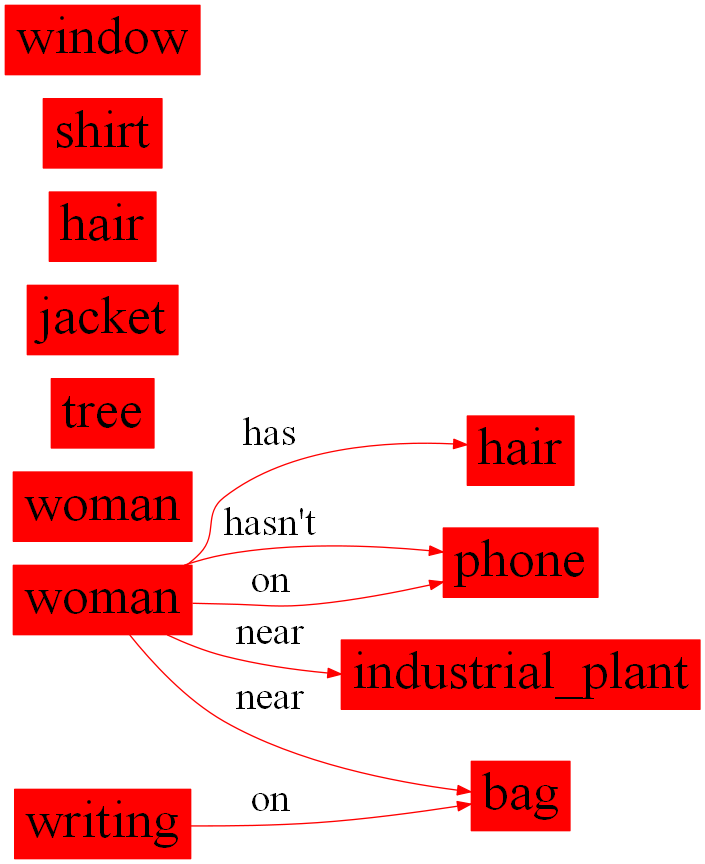 window
shirt
hair
jacket
tree
woman
has
hair
hasn't
phone
woman
on
near
industrial_plant
near
bag
writing
on